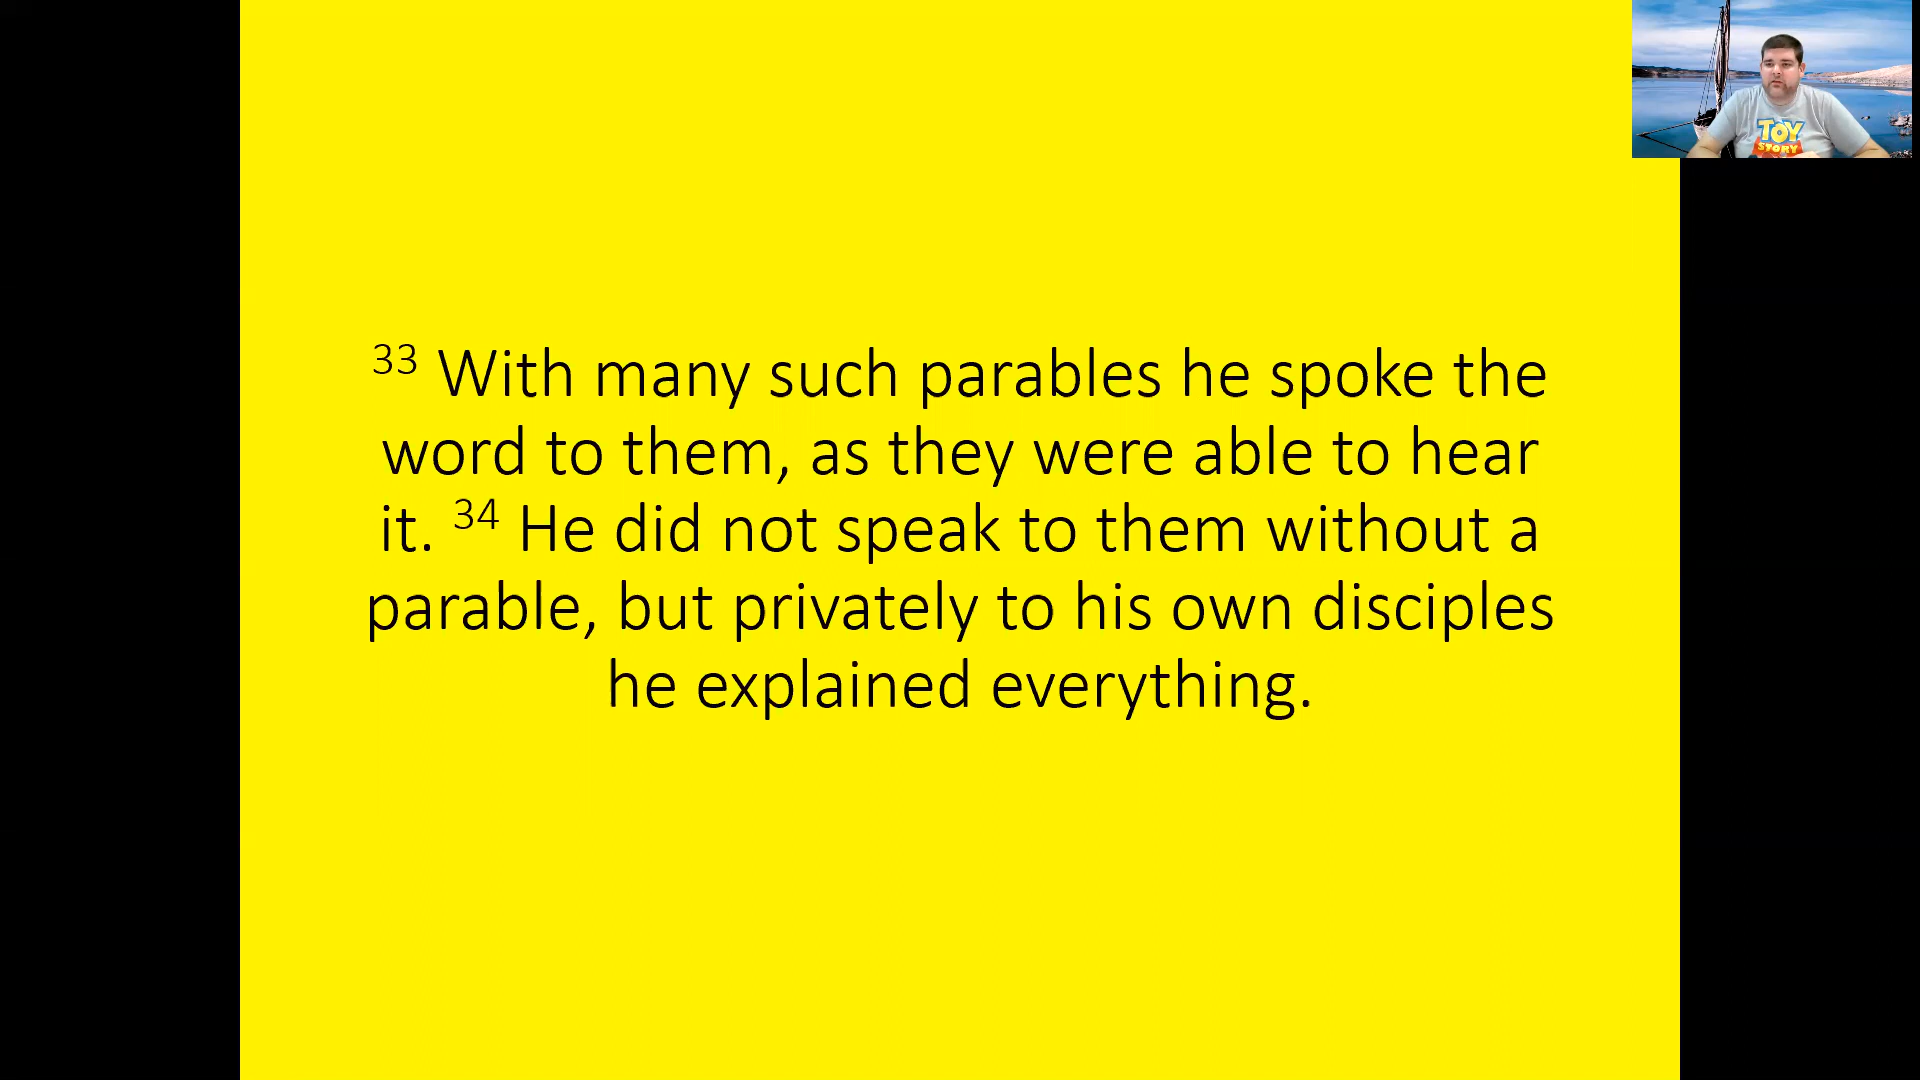 TOY
STORY
33 With many such parables he spoke the
word to them, as they were able to hear
it. 34 He did not speak to them without a
parable, but privately to his own disciples
he explained everything.